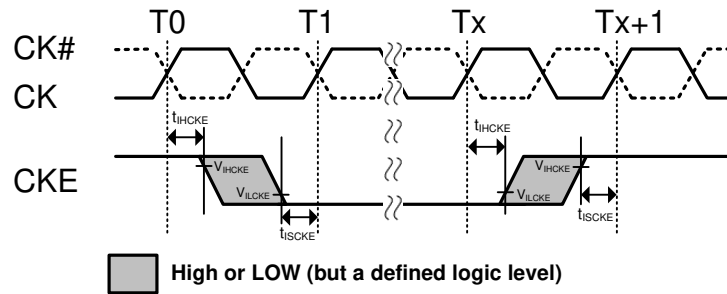 T0 T1 Tx Tx+1
CK#
CK
tIHCKE tIHCKE
CKE
VIHCKE VIHCKE
VILCKE VILCKE
tISCKE tISCKE
High or LOW (but a defined logic level)